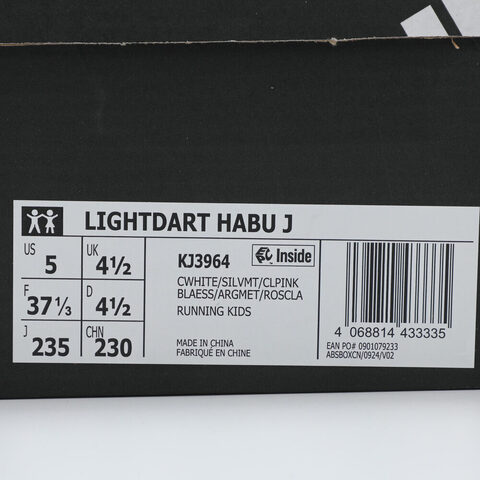 LIGHTDART HABU J
US 5 UK 4½
F 37⅓ D 4½
J 235 CHN 230
KJ3964 Inside
CWHITE/SILVMT/CLPINK
BLAESS/ARGMET/ROSCLA
RUNNING KIDS
MADE IN CHINA
FABRIQUÉ EN CHINE
4 068814 433335
EAN PO# 0901079233
ABSBOXCN/0924/V02